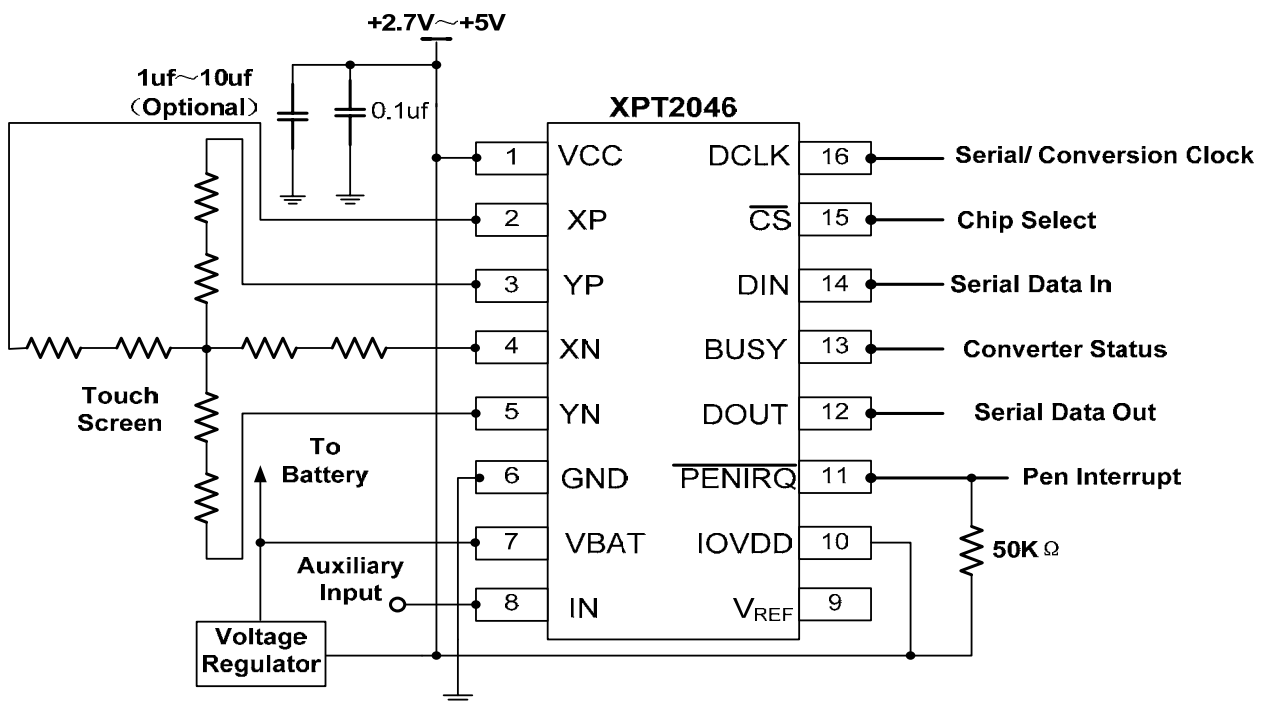 +2.7V～+5V
1uf～10uf
（Optional）
0.1uf
XPT2046
1 VCC DCLK 16 Serial/ Conversion Clock
2 XP CS 15 Chip Select
3 YP DIN 14 Serial Data In
4 XN BUSY 13 Converter Status
Touch
Screen
5 YN DOUT 12 Serial Data Out
To
Battery
6 GND PENIRQ 11 Pen Interrupt
7 VBAT IOVDD 10 50K Ω
Auxiliary
Input
8 IN VREF 9
Voltage
Regulator